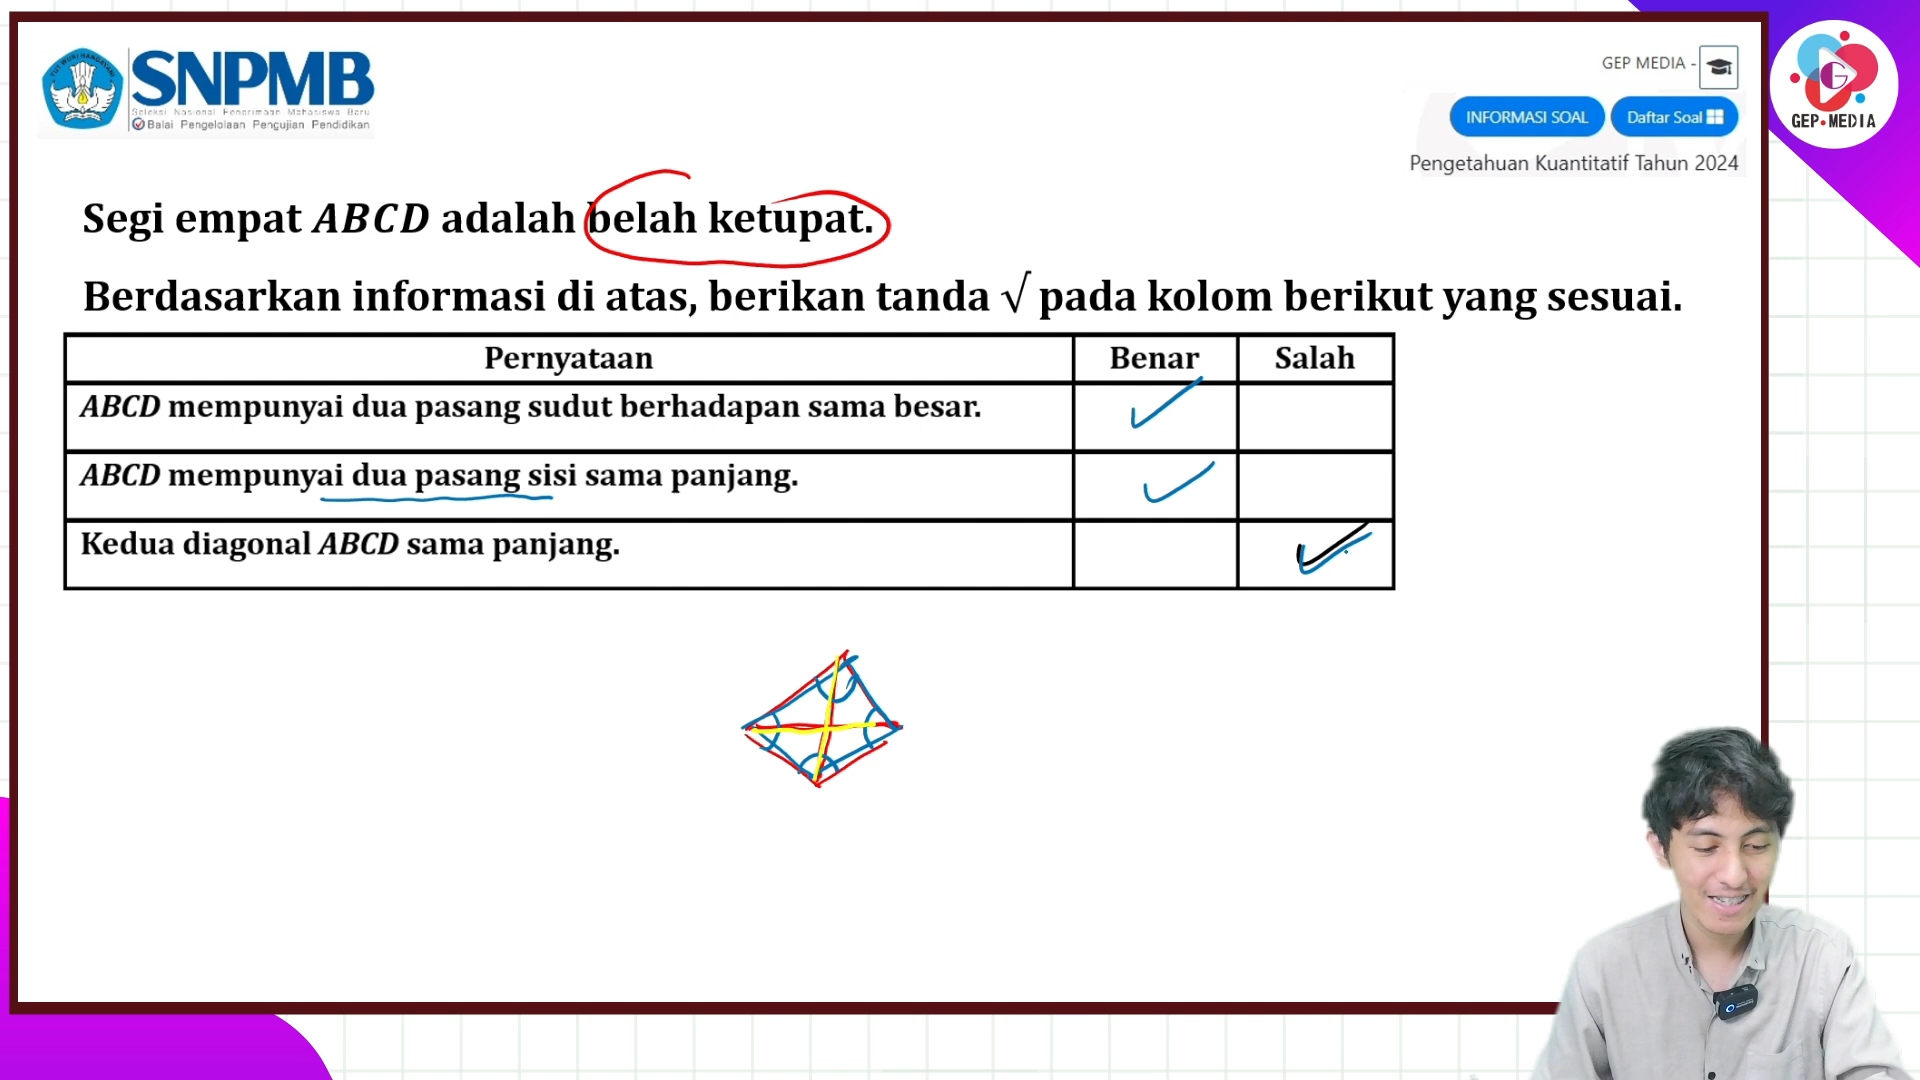 SNPMB
Seleksi Nasional Penerimaan Mahasiswa Baru
Balai Pengelolaan Pengujian Pendidikan
GEP MEDIA -
INFORMASI SOAL
Daftar Soal
Pengetahuan Kuantitatif Tahun 2024
G
GEP•MEDIA
Segi empat ABCD adalah belah ketupat.
Berdasarkan informasi di atas, berikan tanda √ pada kolom berikut yang sesuai.
Pernyataan Benar Salah
ABCD mempunyai dua pasang sudut berhadapan sama besar.
ABCD mempunyai dua pasang sisi sama panjang.
Kedua diagonal ABCD sama panjang.